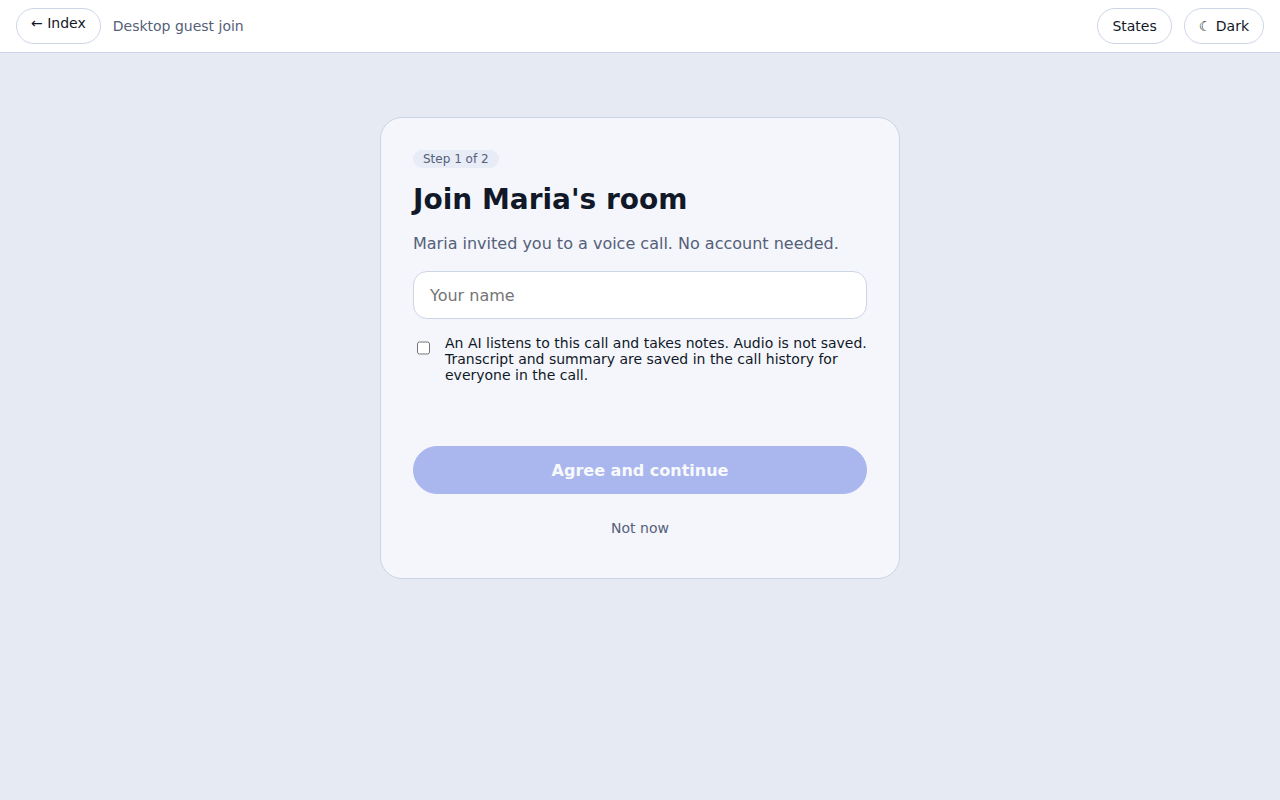 ← Index
Desktop guest join
States
☾ Dark
Step 1 of 2
Join Maria's room
Maria invited you to a voice call. No account needed.
Your name
An AI listens to this call and takes notes. Audio is not saved.
Transcript and summary are saved in the call history for
everyone in the call.
Agree and continue
Not now